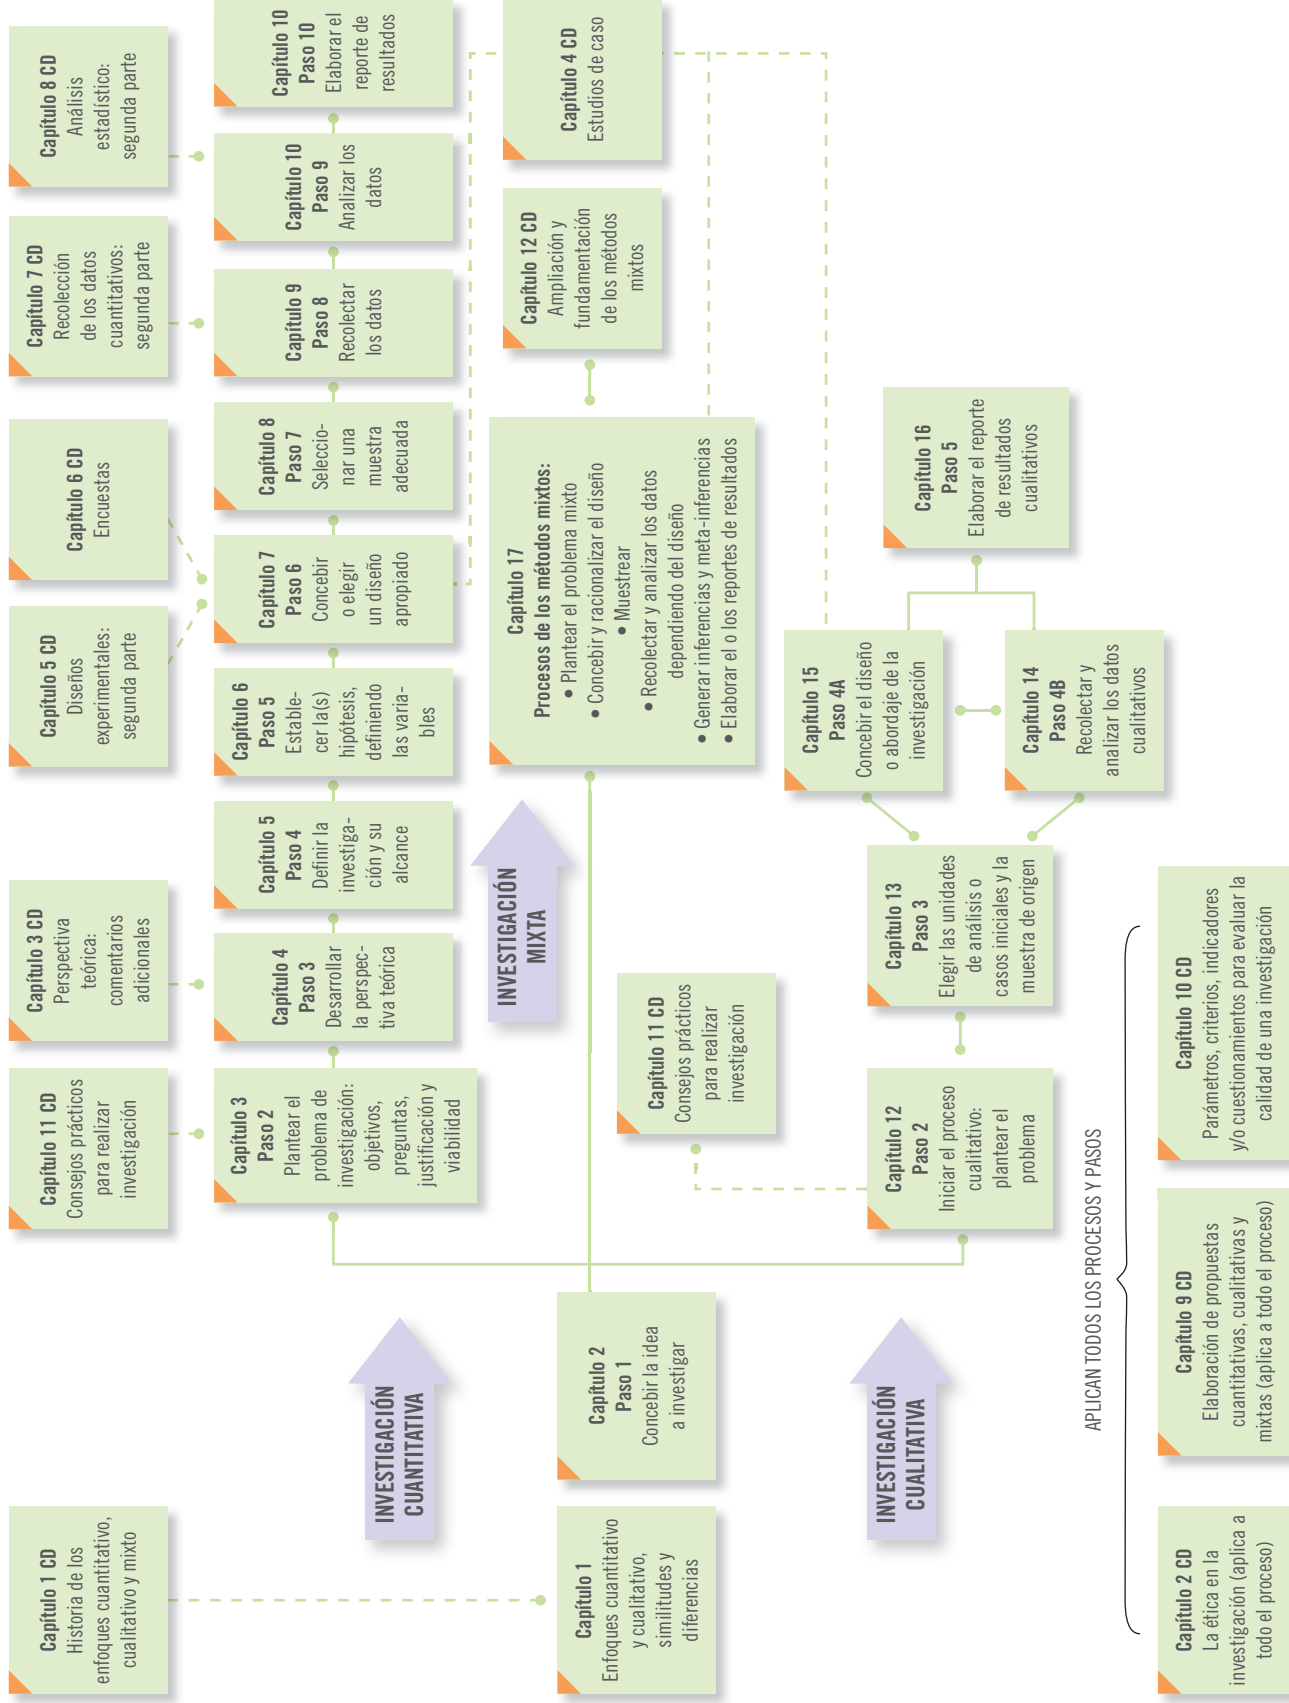 Capítulo 1 CD
Historia de los
enfoques cuantitativo,
cualitativo y mixto
Capítulo 11 CD
Consejos prácticos
para realizar
investigación
Capítulo 3 CD
Perspectiva
teórica:
comentarios
adicionales
Capítulo 5 CD
Diseños
experimentales:
segunda parte
Capítulo 6 CD
Encuestas
Capítulo 7 CD
Recolección
de los datos
cuantitativos:
segunda parte
Capítulo 8 CD
Análisis
estadístico:
segunda parte
INVESTIGACIÓN
CUANTITATIVA
Capítulo 3
Paso 2
Plantear el
problema de
investigación:
objetivos,
preguntas,
justificación y
viabilidad
Capítulo 4
Paso 3
Desarrollar
la perspec-
tiva teórica
Capítulo 5
Paso 4
Definir la
investiga-
ción y su
alcance
Capítulo 6
Paso 5
Estable-
cer la(s)
hipótesis,
definiendo
las varia-
bles
Capítulo 7
Paso 6
Concebir
o elegir
un diseño
apropiado
Capítulo 8
Paso 7
Seleccio-
nar una
muestra
adecuada
Capítulo 9
Paso 8
Recolectar
los datos
Capítulo 10
Paso 9
Analizar los
datos
Capítulo 10
Paso 10
Elaborar el
reporte de
resultados
Capítulo 1
Enfoques cuantitativo
y cualitativo,
similitudes y
diferencias
Capítulo 2
Paso 1
Concebir la idea
a investigar
INVESTIGACIÓN
MIXTA
Capítulo 17
Procesos de los métodos mixtos:
• Plantear el problema mixto
• Concebir y racionalizar el diseño
• Muestrear
• Recolectar y analizar los datos
dependiendo del diseño
• Generar inferencias y meta-inferencias
• Elaborar el o los reportes de resultados
Capítulo 12 CD
Ampliación y
fundamentación
de los métodos
mixtos
Capítulo 4 CD
Estudios de caso
INVESTIGACIÓN
CUALITATIVA
Capítulo 11 CD
Consejos prácticos
para realizar
investigación
Capítulo 12
Paso 2
Iniciar el proceso
cualitativo:
plantear el
problema
Capítulo 13
Paso 3
Elegir las unidades
de análisis o
casos iniciales y la
muestra de origen
Capítulo 15
Paso 4A
Concebir el diseño
o abordaje de la
investigación
Capítulo 14
Paso 4B
Recolectar y
analizar los datos
cualitativos
Capítulo 16
Paso 5
Elaborar el reporte
de resultados
cualitativos
APLICAN TODOS LOS PROCESOS Y PASOS
Capítulo 2 CD
La ética en la
investigación (aplica a
todo el proceso)
Capítulo 9 CD
Elaboración de propuestas
cuantitativas, cualitativas y
mixtas (aplica a todo el proceso)
Capítulo 10 CD
Parámetros, criterios, indicadores
y/o cuestionamientos para evaluar la
calidad de una investigación